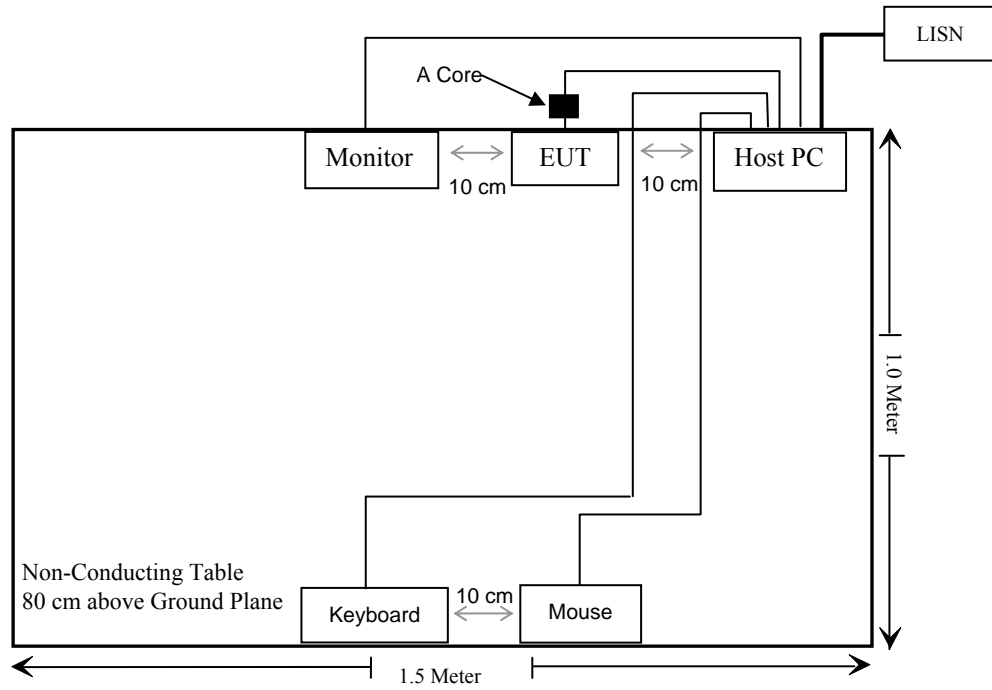 LISN
A Core
Monitor
EUT
Host PC
10 cm
10 cm
1.0 Meter
Non-Conducting Table
80 cm above Ground Plane
Keyboard
10 cm
Mouse
1.5 Meter